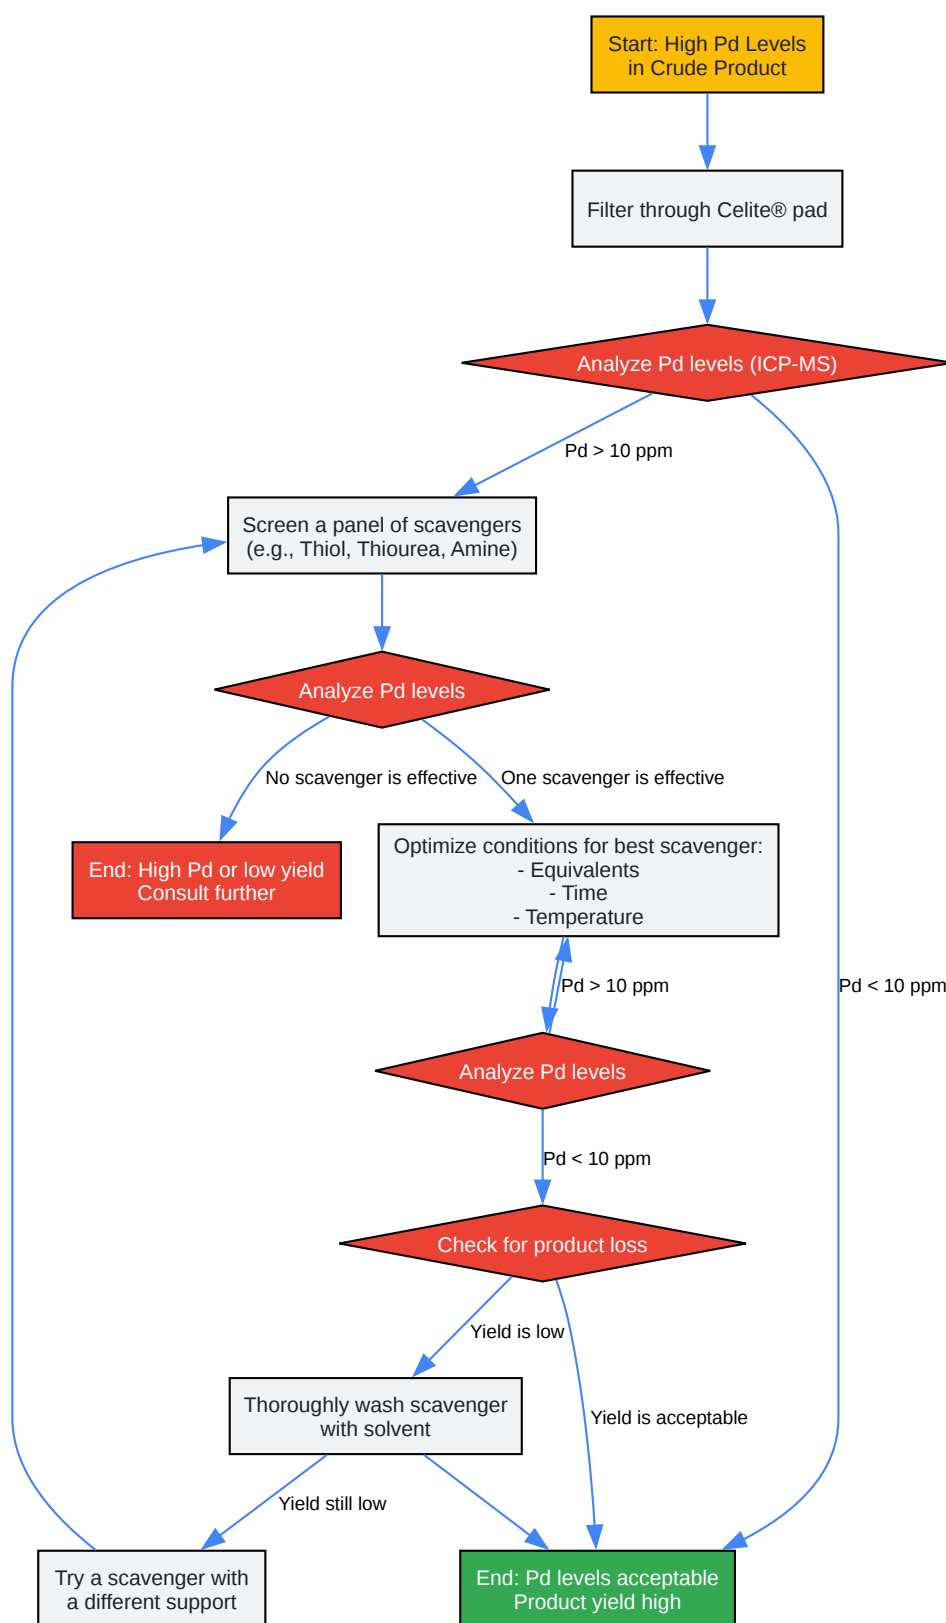 Start: High Pd Levels
in Crude Product
Filter through Celite® pad
Analyze Pd levels (ICP-MS)
Pd > 10 ppm
Screen a panel of scavengers
(e.g., Thiol, Thiourea, Amine)
Analyze Pd levels
No scavenger is effective
One scavenger is effective
Optimize conditions for best scavenger:
- Equivalents
- Time
- Temperature
End: High Pd or low yield
Consult further
Pd > 10 ppm
Pd < 10 ppm
Analyze Pd levels
Pd < 10 ppm
Check for product loss
Yield is low
Thoroughly wash scavenger
with solvent
Yield is acceptable
Yield still low
Try a scavenger with
a different support
End: Pd levels acceptable
Product yield high